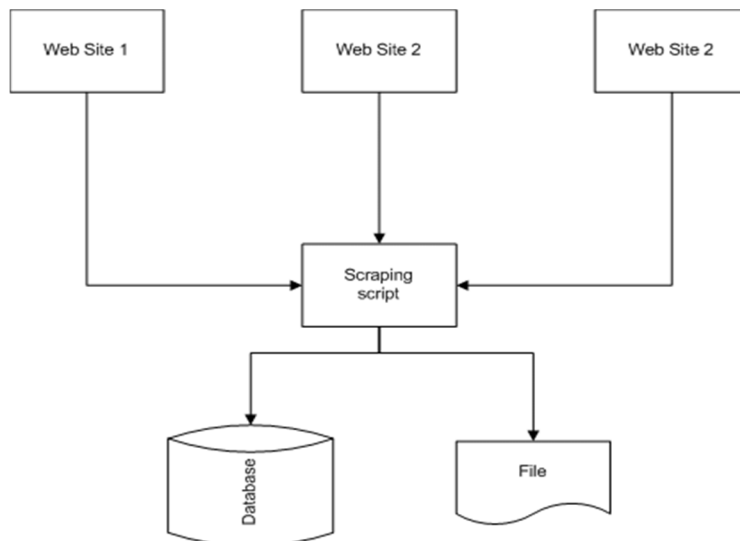 Web Site 1
Web Site 2
Web Site 2
Scraping
script
Database
File